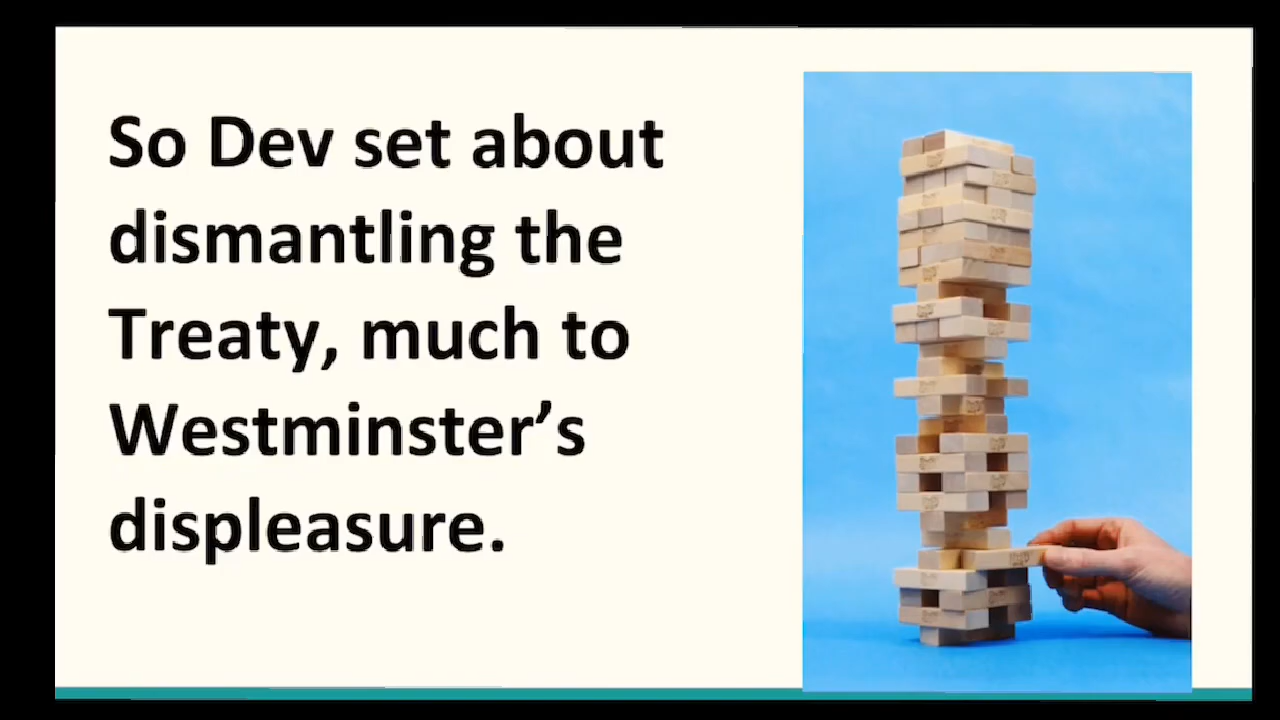 So Dev set about
dismantling the
Treaty, much to
Westminster’s
displeasure.